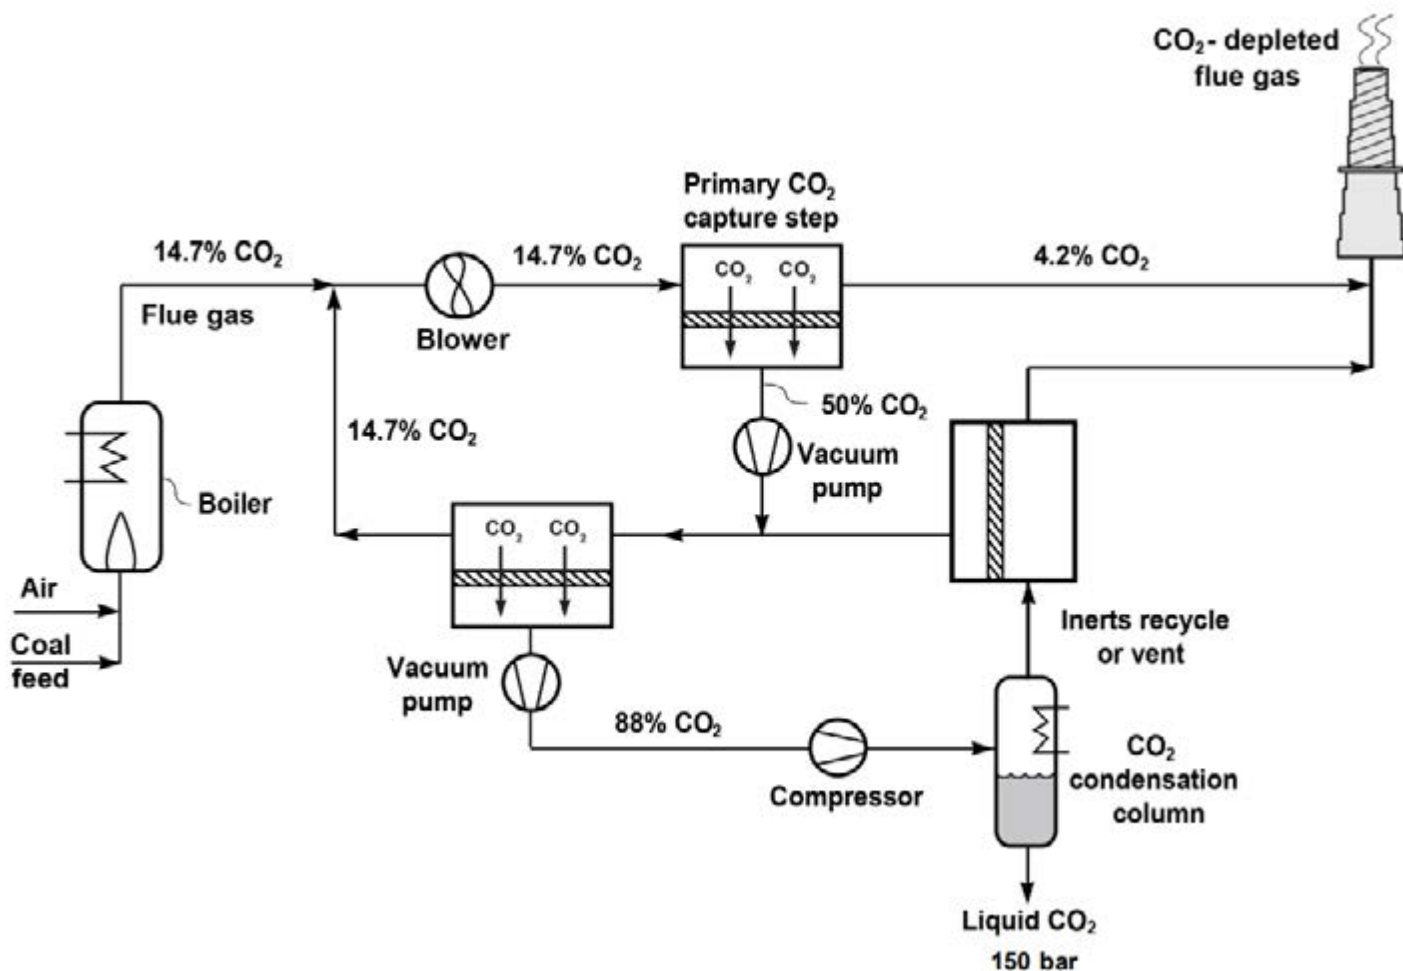 CO₂- depleted
flue gas
Primary CO₂
capture step
14.7% CO₂
14.7% CO₂
4.2% CO₂
CO₂ CO₂
Flue gas
Blower
50% CO₂
14.7% CO₂
Vacuum
pump
Boiler
CO₂ CO₂
Air
Coal
feed
Inerts recycle
or vent
Vacuum
pump
88% CO₂
CO₂
condensation
column
Compressor
Liquid CO₂
150 bar